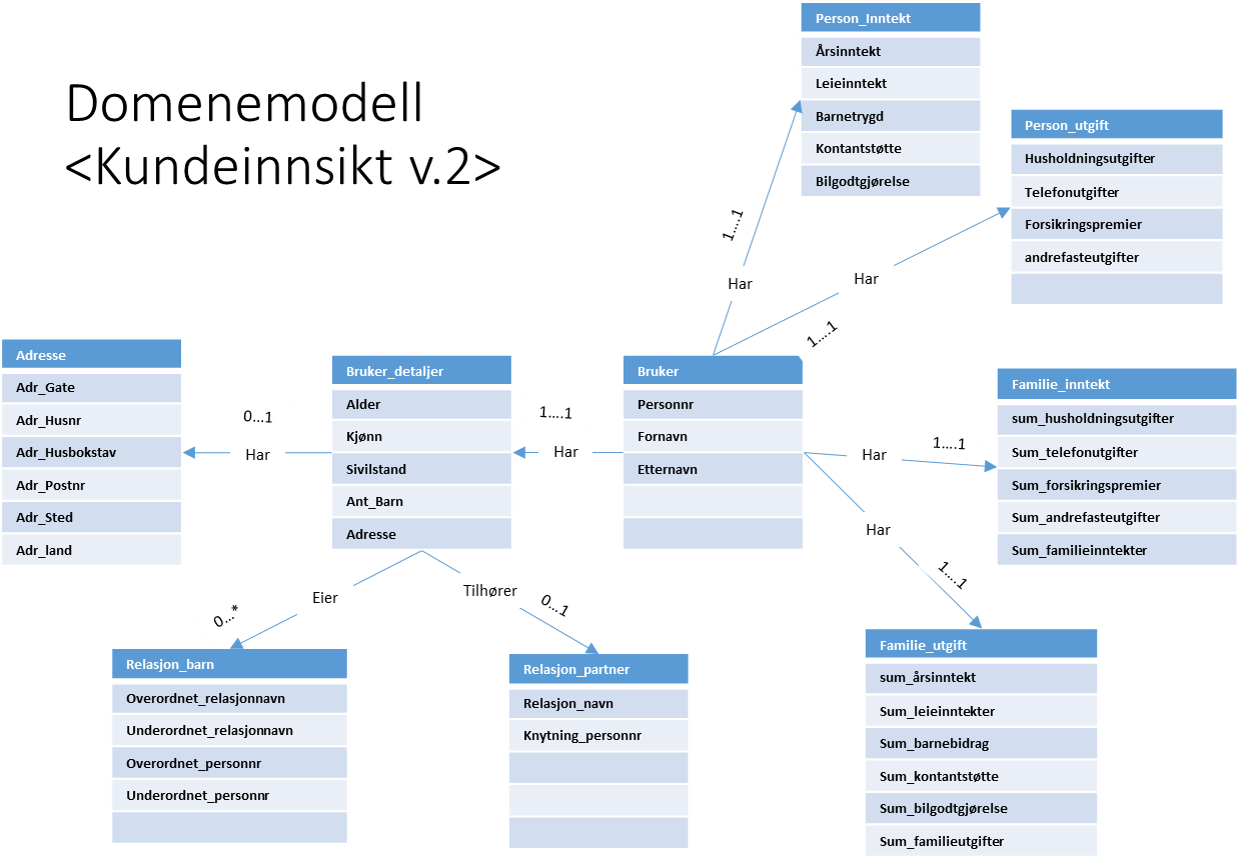 Domenemodell
<Kundeinnsikt v.2>
Person_Inntekt
Årsinntekt
Leieinntekt
Barnetrygd
Kontantstøtte
Bilgodtgjørelse
Person_utgift
Husholdningsutgifter
Telefonutgifter
Forsikringspremier
andrefasteutgifter
1....1
Har
Har
1....1
Adresse
Adr_Gate
Adr_Husnr
Adr_Husbokstav
Adr_Postnr
Adr_Sted
Adr_land
0...1
Har
Bruker_detaljer
Alder
Kjønn
Sivilstand
Ant_Barn
Adresse
1....1
Har
Bruker
Personnr
Fornavn
Etternavn
Har
1....1
Familie_inntekt
sum_husholdningsutgifter
Sum_telefonutgifter
Sum_forsikringspremier
Sum_andrefasteutgifter
Sum_familieinntekter
Har
1....1
Eier
0...*
Tilhører
0...1
Relasjon_barn
Overordnet_relasjonnavn
Underordnet_relasjonnavn
Overordnet_personnr
Underordnet_personnr
Relasjon_partner
Relasjon_navn
Knytning_personnr
Familie_utgift
sum_årsinntekt
Sum_leieinntekter
Sum_barnebidrag
Sum_kontantstøtte
Sum_bilgodtgjørelse
Sum_familieutgifter